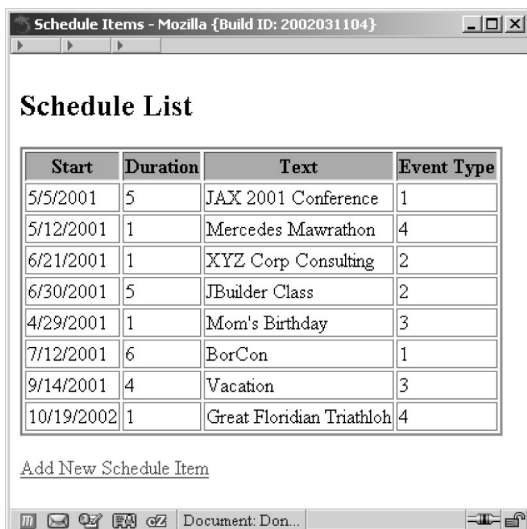 Schedule Items - Mozilla {Build ID: 2002031104}
Schedule List
Start Duration Text Event Type
5/5/2001 5 JAX 2001 Conference 1
5/12/2001 1 Mercedes Mawrathon 4
6/21/2001 1 XYZ Corp Consulting 2
6/30/2001 5 JBuilder Class 2
4/29/2001 1 Mom's Birthday 3
7/12/2001 6 BorCon 1
9/14/2001 4 Vacation 3
10/19/2002 1 Great Floridian Triathloh 4
Add New Schedule Item
Document: Don...